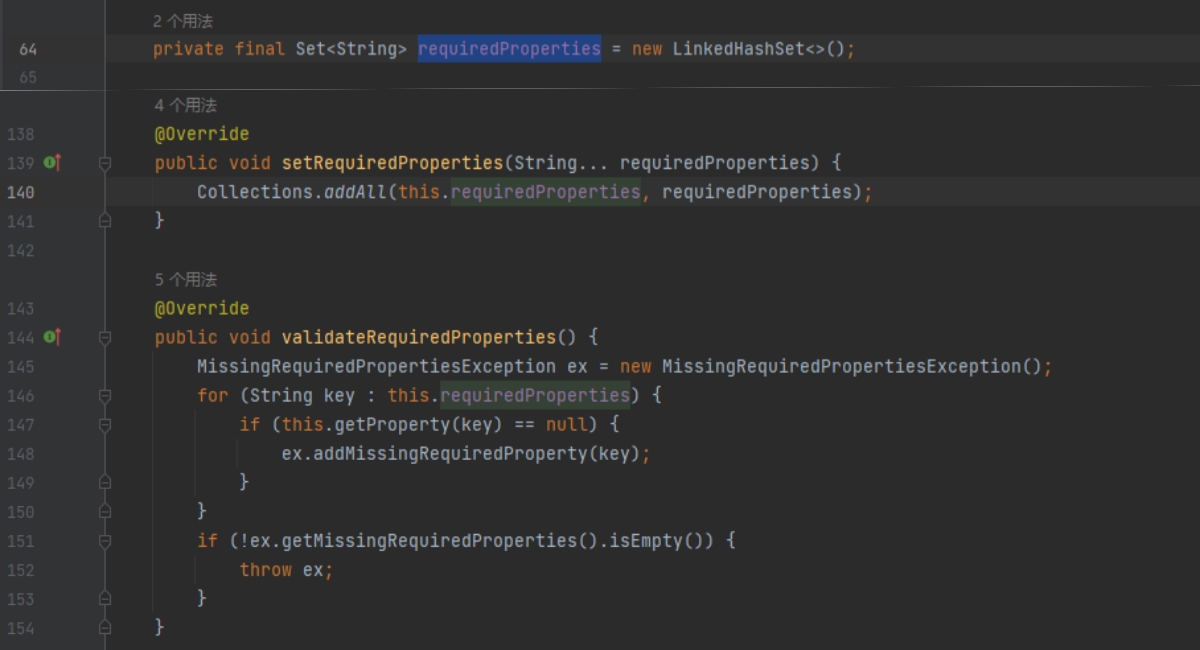 2 个用法
64 private final Set<String> requiredProperties = new LinkedHashSet<>();
65
4 个用法
138 @Override
139 public void setRequiredProperties(String... requiredProperties) {
140 Collections.addAll(this.requiredProperties, requiredProperties);
141 }
142
5 个用法
143 @Override
144 public void validateRequiredProperties() {
145 MissingRequiredPropertiesException ex = new MissingRequiredPropertiesException();
146 for (String key : this.requiredProperties) {
147 if (this.getProperty(key) == null) {
148 ex.addMissingRequiredProperty(key);
149 }
150 }
151 if (!ex.getMissingRequiredProperties().isEmpty()) {
152 throw ex;
153 }
154 }